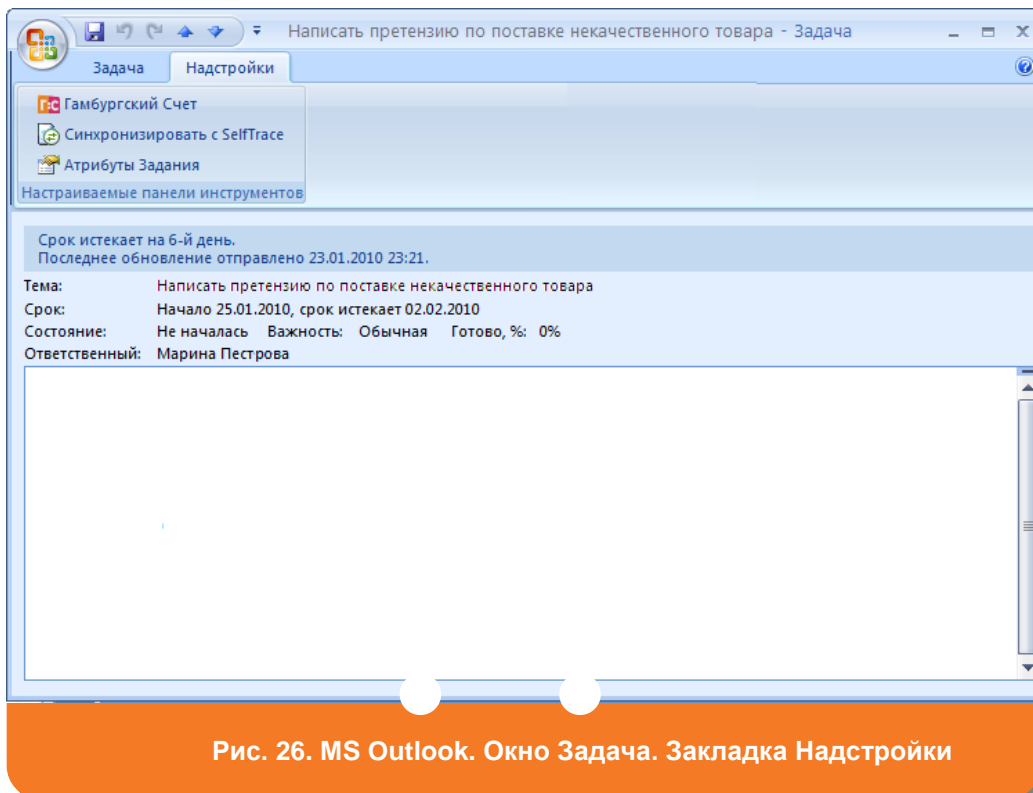 Написать претензию по поставке некачественного товара - Задача
Задача Надстройки
Гамбургский Счет
Синхронизировать с SelfTrace
Атрибуты Задания
Настраиваемые панели инструментов
Срок истекает на 6-й день.
Последнее обновление отправлено 23.01.2010 23:21.
Тема: Написать претензию по поставке некачественного товара
Срок: Начало 25.01.2010, срок истекает 02.02.2010
Состояние: Не началась Важность: Обычная Готово, %: 0%
Ответственный: Марина Пестрова
Рис. 26. MS Outlook. Окно Задача. Закладка Надстройки